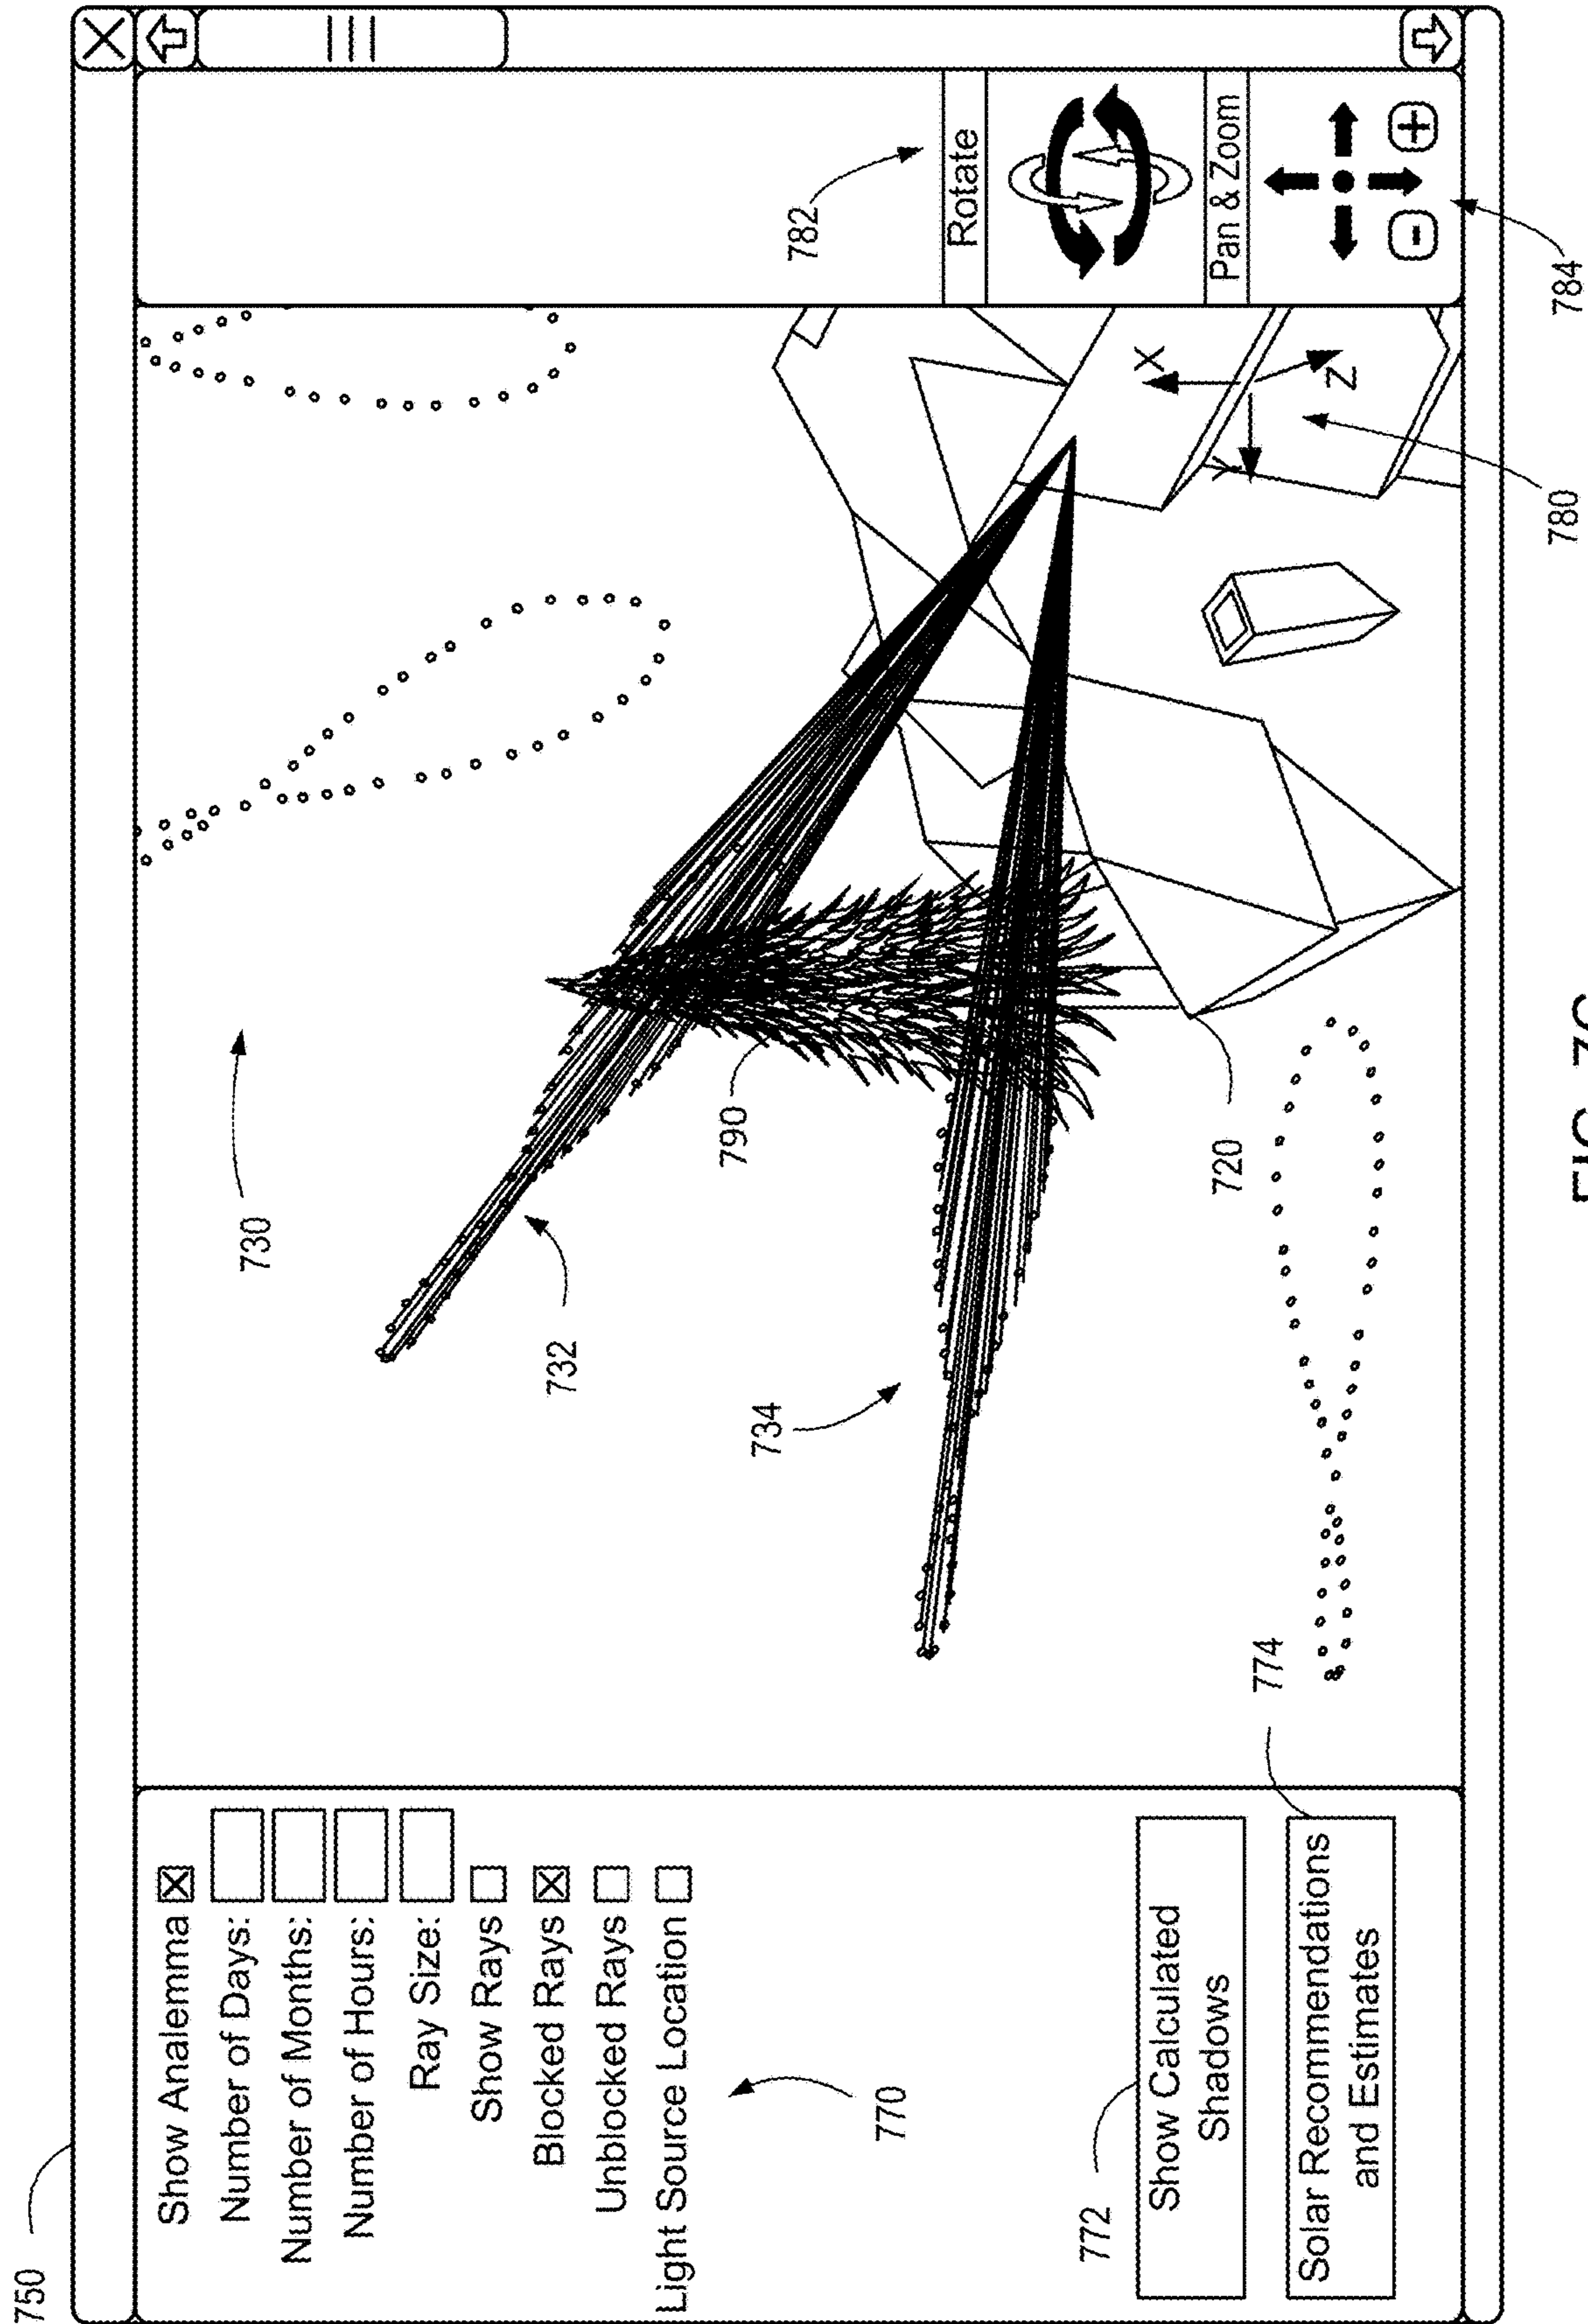 750
Show Analemma
Number of Days:
Number of Months:
Number of Hours:
Ray Size:
Show Rays
Blocked Rays
Unblocked Rays
Light Source Location
770
772
Show Calculated
Shadows
774
Solar Recommendations
and Estimates
730
732
734
790
720
X
Y
Z
780
782
Rotate
Pan & Zoom
- +
784